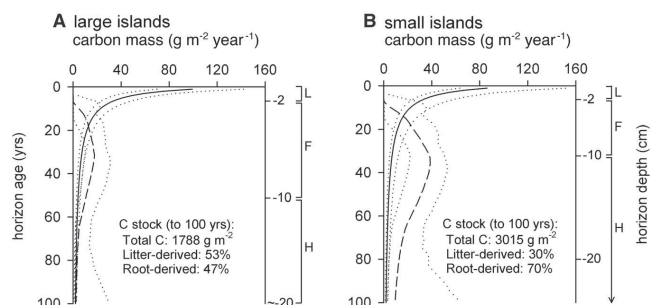 A large islands
carbon mass (g m⁻² year⁻¹)
0 40 80 120 160
0
20
40
60
80
100
horizon age (yrs)
L
-2
F
-10
H
~-20
C stock (to 100 yrs):
Total C: 1788 g m⁻²
Litter-derived: 53%
Root-derived: 47%
B small islands
carbon mass (g m⁻² year⁻¹)
0 40 80 120 160
0
20
40
60
80
100
L
-2
F
-10
H
-20
horizon depth (cm)
C stock (to 100 yrs):
Total C: 3015 g m⁻²
Litter-derived: 30%
Root-derived: 70%